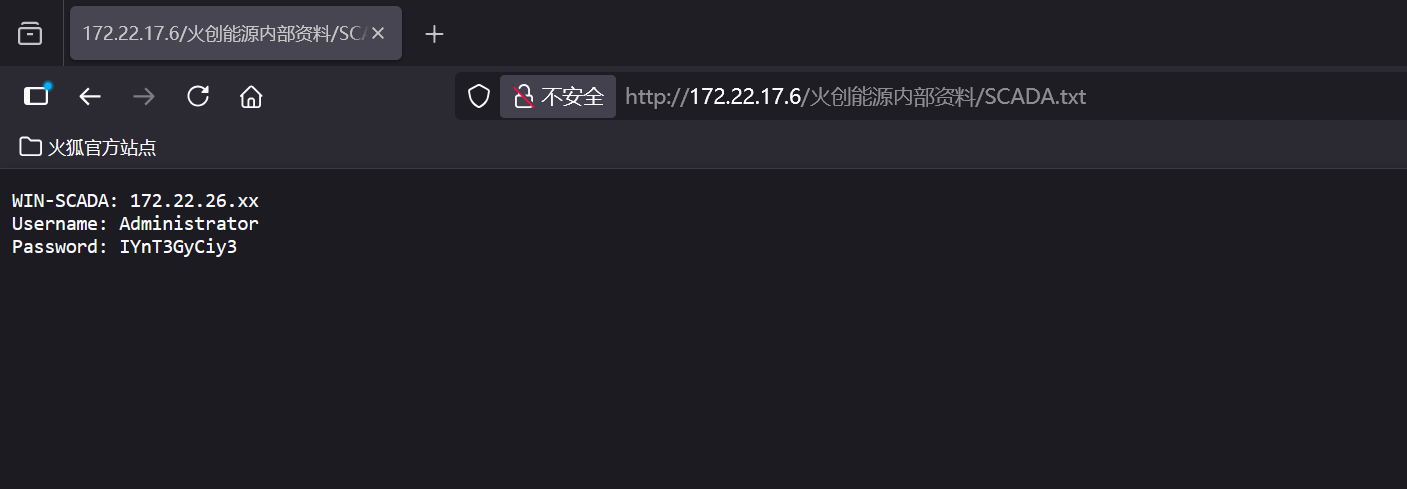 172.22.17.6/火创能源内部资料/SC
不安全
http://172.22.17.6/火创能源内部资料/SCADA.txt
火狐官方站点
WIN-SCADA: 172.22.26.xx
Username: Administrator
Password: IYnT3GyCiy3